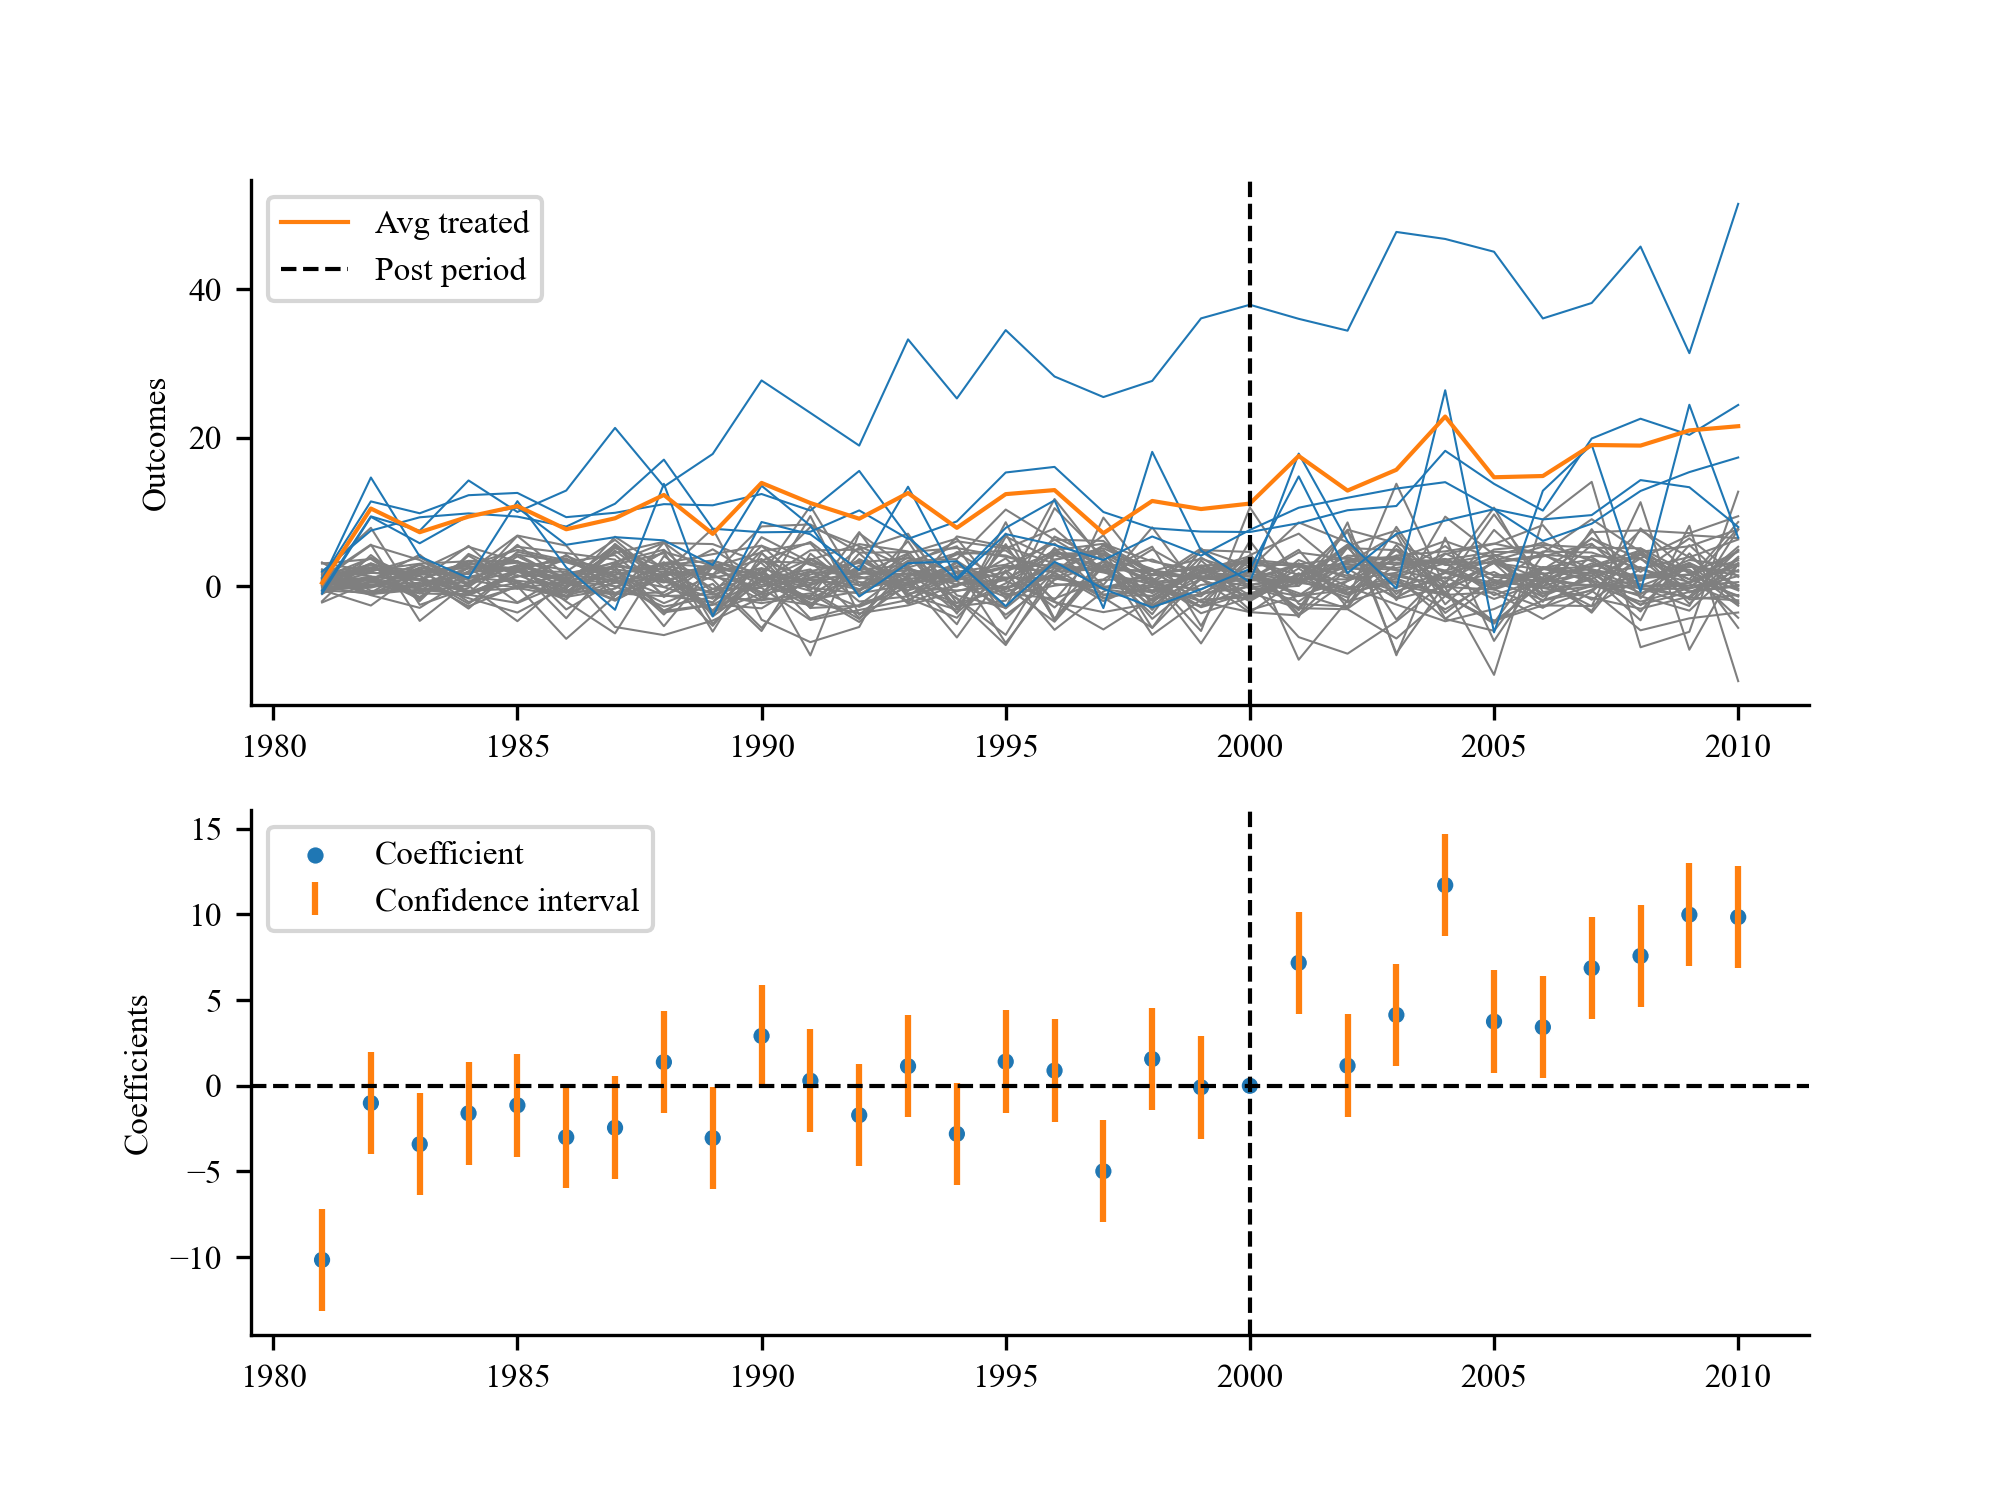 Avg treated
Post period
Outcomes
40
20
0
1980 1985 1990 1995 2000 2005 2010
Coefficient
Confidence interval
Coefficients
15
10
5
0
−5
−10
1980 1985 1990 1995 2000 2005 2010